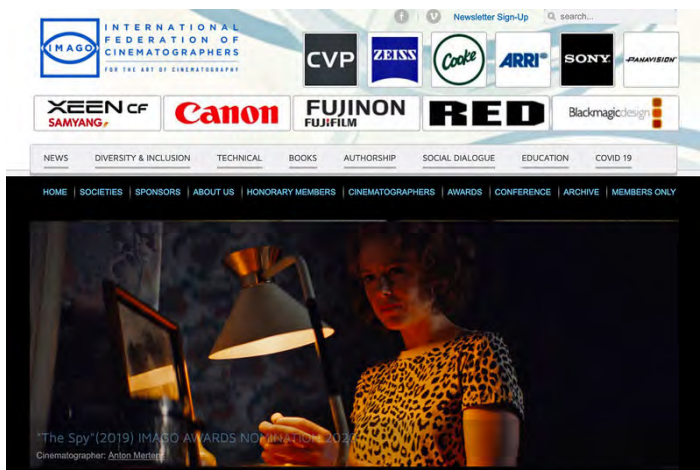 INTERNATIONAL
FEDERATION OF
CINEMATOGRAPHERS
IMAGO
FOR THE ART OF CINEMATOGRAPHY
Newsletter Sign-Up
search...
CVP
ZEISS
Cooke
ARRI®
SONY
PANAVISION®
XEEN CF
SAMYANG
Canon
FUJINON
FUJIFILM
RED
Blackmagicdesign
NEWS DIVERSITY & INCLUSION TECHNICAL BOOKS AUTHORSHIP SOCIAL DIALOGUE EDUCATION COVID 19
HOME | SOCIETIES | SPONSORS | ABOUT US | HONORARY MEMBERS | CINEMATOGRAPHERS | AWARDS | CONFERENCE | ARCHIVE | MEMBERS ONLY
"The Spy"(2019) IMAGO AWARDS NOMINATION
Cinematographer: Anton Mertens